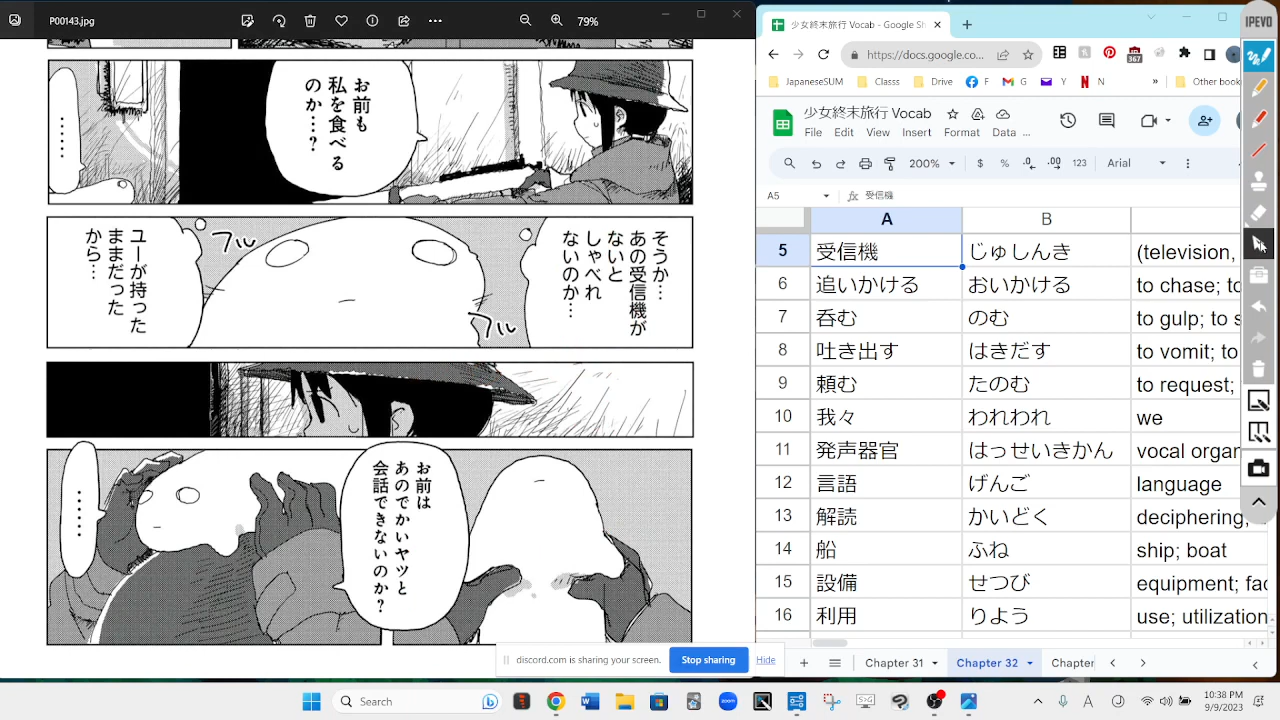 P00143.jpg
79%
お前も
私を食べる
のか…?
……
そうか…
あの受信機が
ないと
しゃべれ
ないのか…
フル
フル
ユーが持った
ままだった
から…
お前は
あのでかいヤツと
会話できないのか?
……
少女終末旅行 Vocab - Google Sh
https://docs.google.co...
367
JapaneseSUM
Classs
Drive
F
M G
Y
N
»
Other book
少女終末旅行 Vocab
File Edit View Insert Format Data ...
200%
$ % .0 .00 123 Arial
A5
fx 受信機
A B
5 受信機 じゅしんき (television,
6 追いかける おいかける to chase; to
7 呑む のむ to gulp; to s
8 吐き出す はきだす to vomit; to
9 頼む たのむ to request;
10 我々 われわれ we
11 発声器官 はっせいきかん vocal organ
12 言語 げんご language
13 解読 かいどく deciphering,
14 船 ふね ship; boat
15 設備 せつび equipment; fac
16 利用 りよう use; utilization
Chapter 31 Chapter 32 Chapter
IPEVO
discord.com is sharing your screen. Stop sharing Hide
Search
zoom
A
10:38 PM
9/9/2023